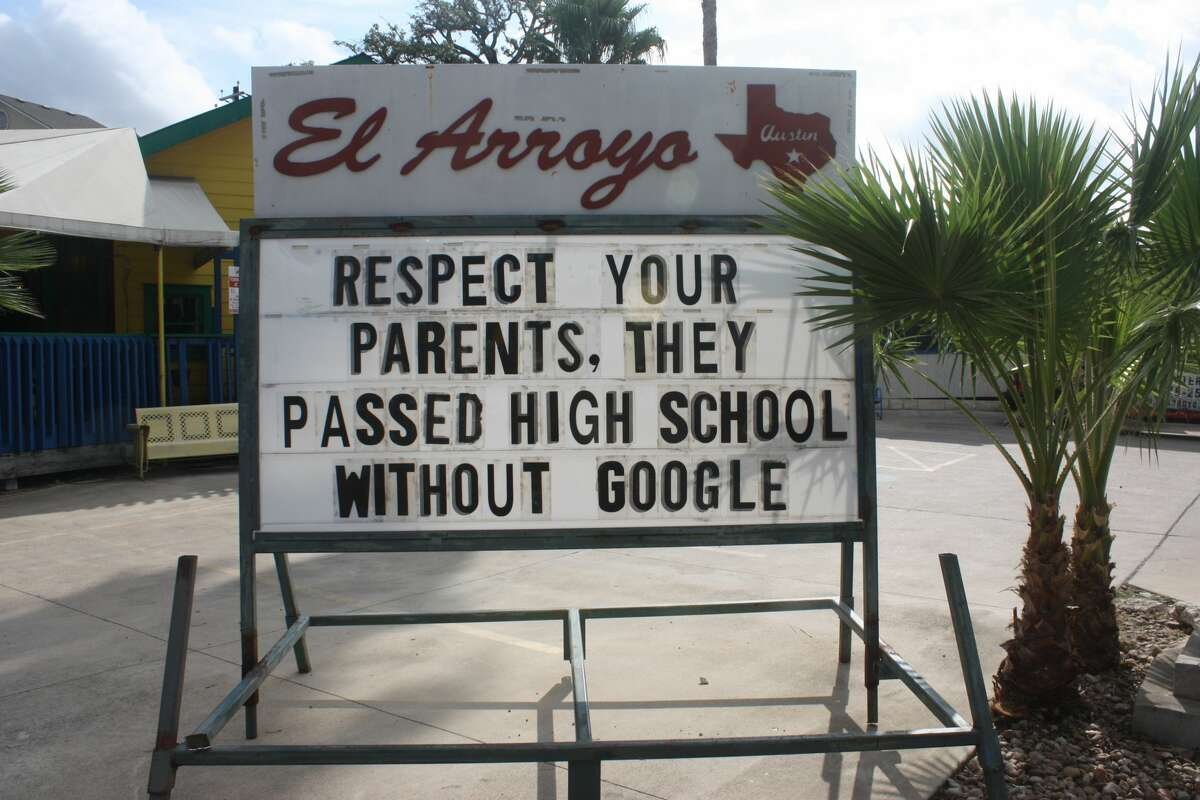 El Arroyo
Austin
RESPECT YOUR
PARENTS, THEY
PASSED HIGH SCHOOL
WITHOUT GOOGLE